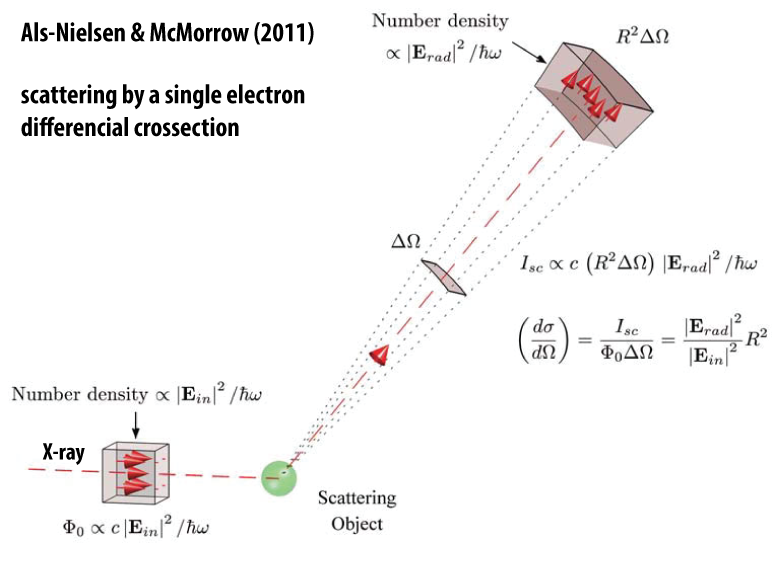 Als-Nielsen & McMorrow (2011)
scattering by a single electron
differencial crossection
Number density
∝ |E_rad|² /ℏω
R²ΔΩ
ΔΩ
I_sc ∝ c (R²ΔΩ) |E_rad|² /ℏω
(dσ/dΩ) = I_sc/(Φ₀ΔΩ) = |E_rad|²/|E_in|² R²
Number density ∝ |E_in|² /ℏω
X-ray
Φ₀ ∝ c |E_in|² /ℏω
Scattering
Object